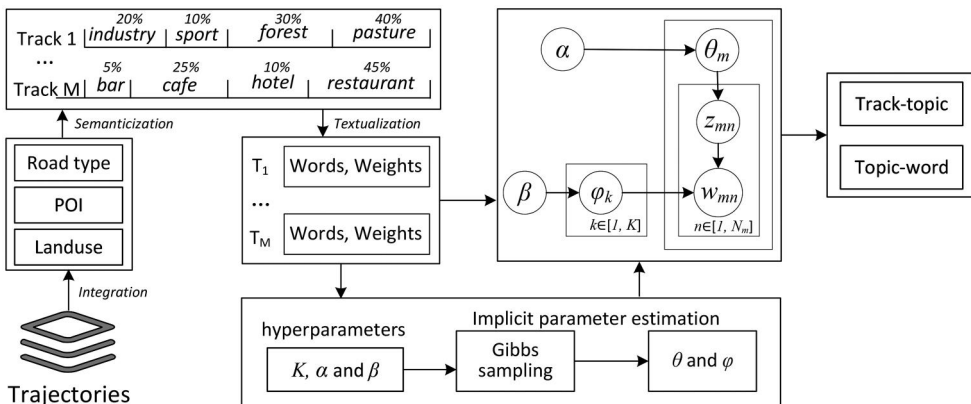 20% 10% 30% 40%
Track 1 industry sport forest pasture
...
5% 25% 10% 45%
Track M bar cafe hotel restaurant
Semanticization
Textualization
Road type
POI
Landuse
Integration
Trajectories
T1 Words, Weights
...
TM Words, Weights
α
θm
zmn
β
φk
wmn
k∈[1, K]
n∈[1, Nm]
Track-topic
Topic-word
hyperparameters
K, α and β
Implicit parameter estimation
Gibbs
sampling
θ and φ